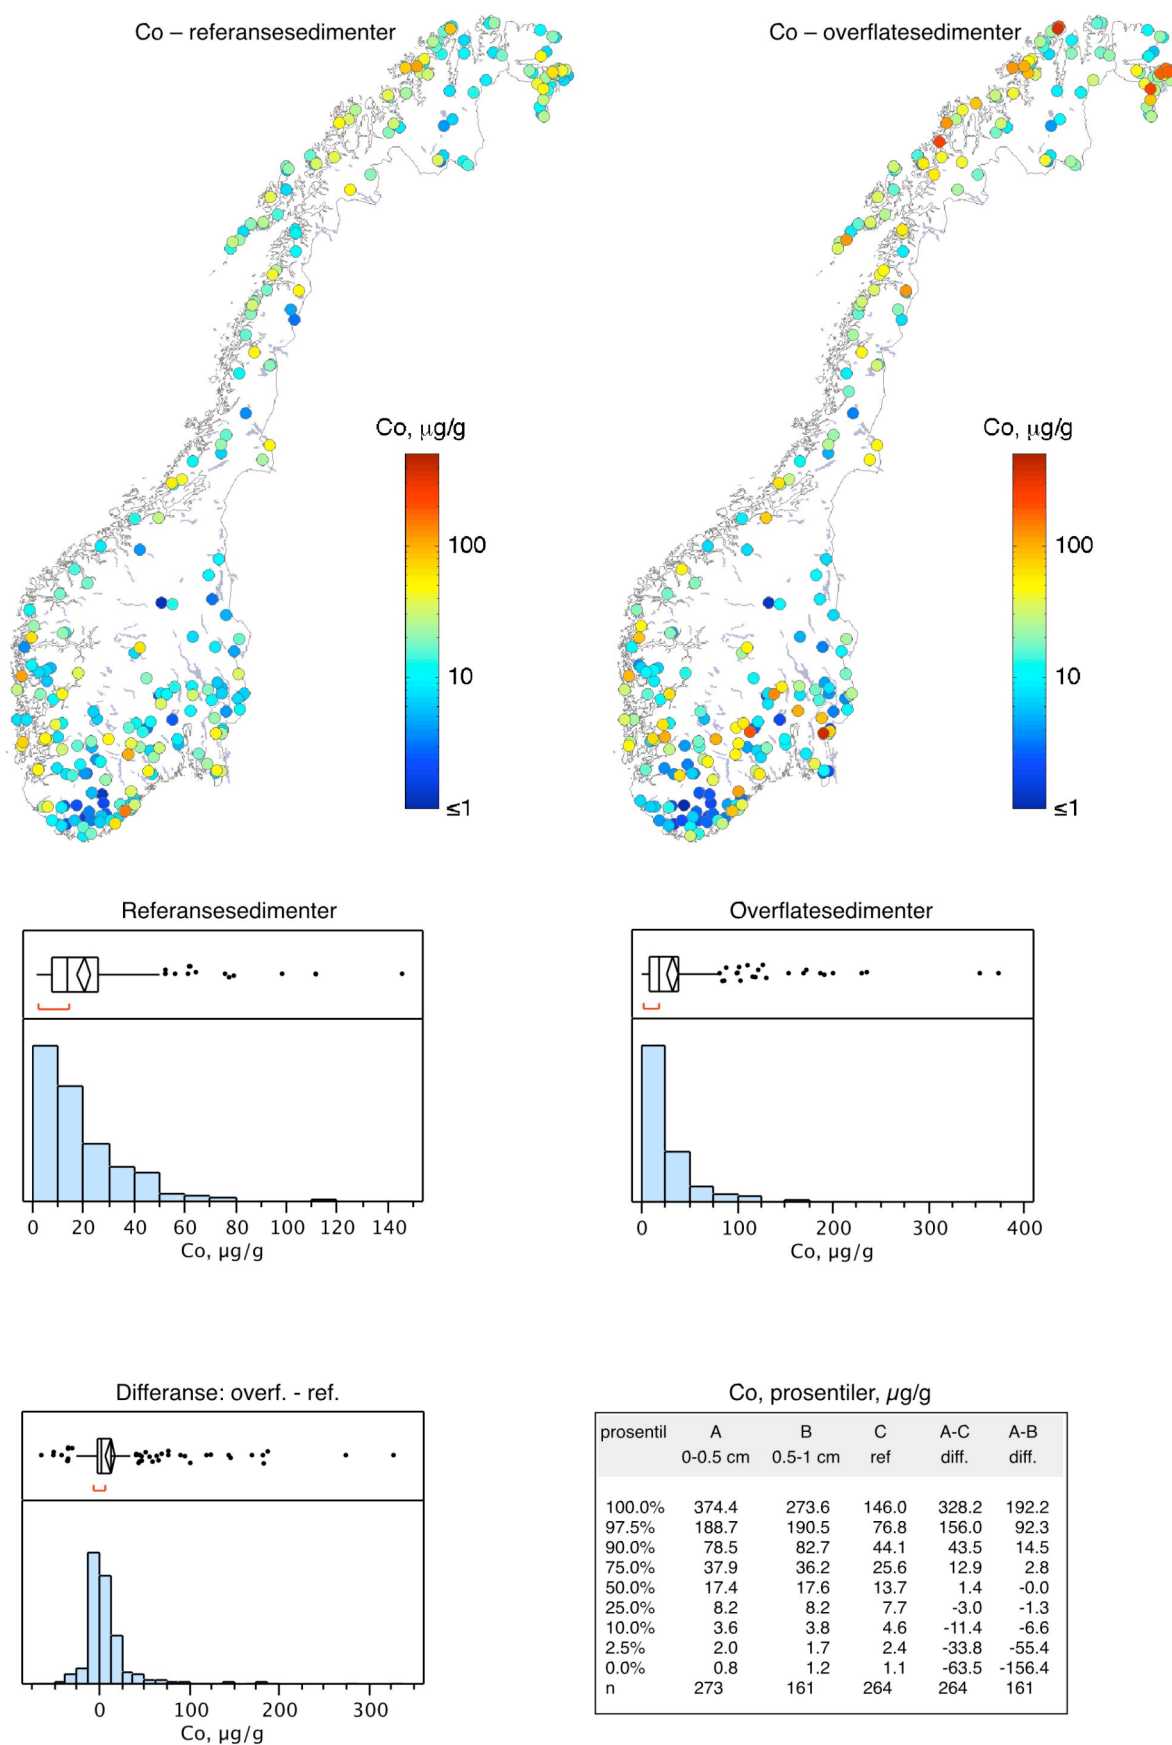 Co – referansesedimenter
Co – overflatesedimenter
Co, µg/g
100
10
≤1
Co, µg/g
100
10
≤1
Referansesedimenter
0 20 40 60 80 100 120 140
Co, µg/g
Overflatesedimenter
0 100 200 300 400
Co, µg/g
Differanse: overf. - ref.
0 100 200 300
Co, µg/g
Co, prosentiler, µg/g
prosentil A B C A-C A-B
0-0.5 cm 0.5-1 cm ref diff. diff.
100.0% 374.4 273.6 146.0 328.2 192.2
97.5% 188.7 190.5 76.8 156.0 92.3
90.0% 78.5 82.7 44.1 43.5 14.5
75.0% 37.9 36.2 25.6 12.9 2.8
50.0% 17.4 17.6 13.7 1.4 -0.0
25.0% 8.2 8.2 7.7 -3.0 -1.3
10.0% 3.6 3.8 4.6 -11.4 -6.6
2.5% 2.0 1.7 2.4 -33.8 -55.4
0.0% 0.8 1.2 1.1 -63.5 -156.4
n 273 161 264 264 161